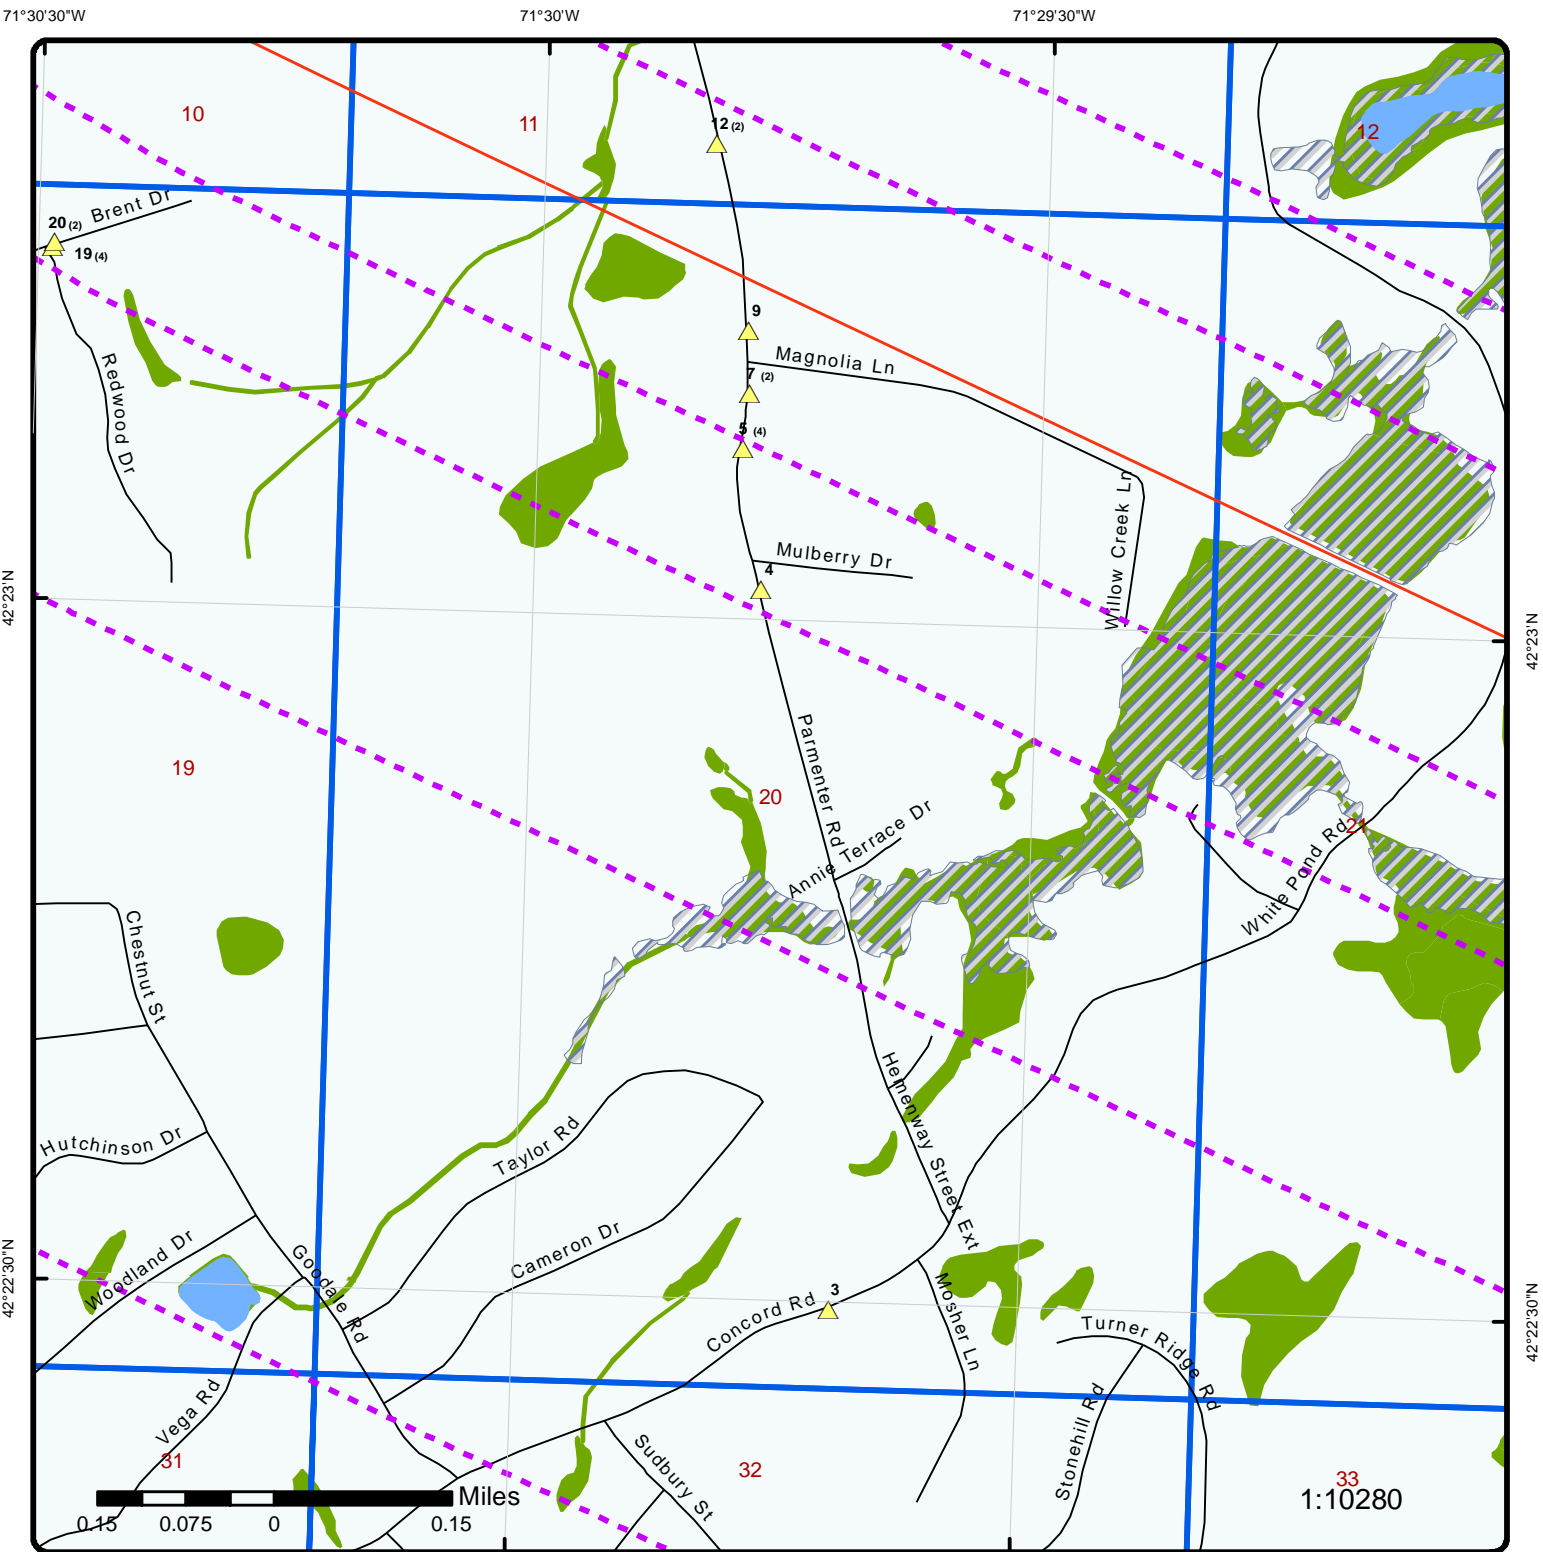 71°30'30"W 71°30'W 71°29'30"W
10 11 12
12 (2)
Brent Dr
20 (2)
19 (4)
9
Magnolia Ln
7 (2)
Redwood Dr
5 (4)
Willow Creek Ln
Mulberry Dr
4
42°23'N 42°23'N
Parmenter Rd
19 20 21
Annie Terrace Dr
White Pond Rd
Chestnut St
Hemenway Street Ext
Hutchinson Dr
Taylor Rd
Woodland Dr
Cameron Dr
Goodale Rd
42°22'30"N 42°22'30"N
3
Concord Rd
Mosher Ln
Turner Ridge Rd
Vega Rd
Stonehill Rd
Sudbury St
31 32 33
Miles
1:10280
0.15 0.075 0 0.15